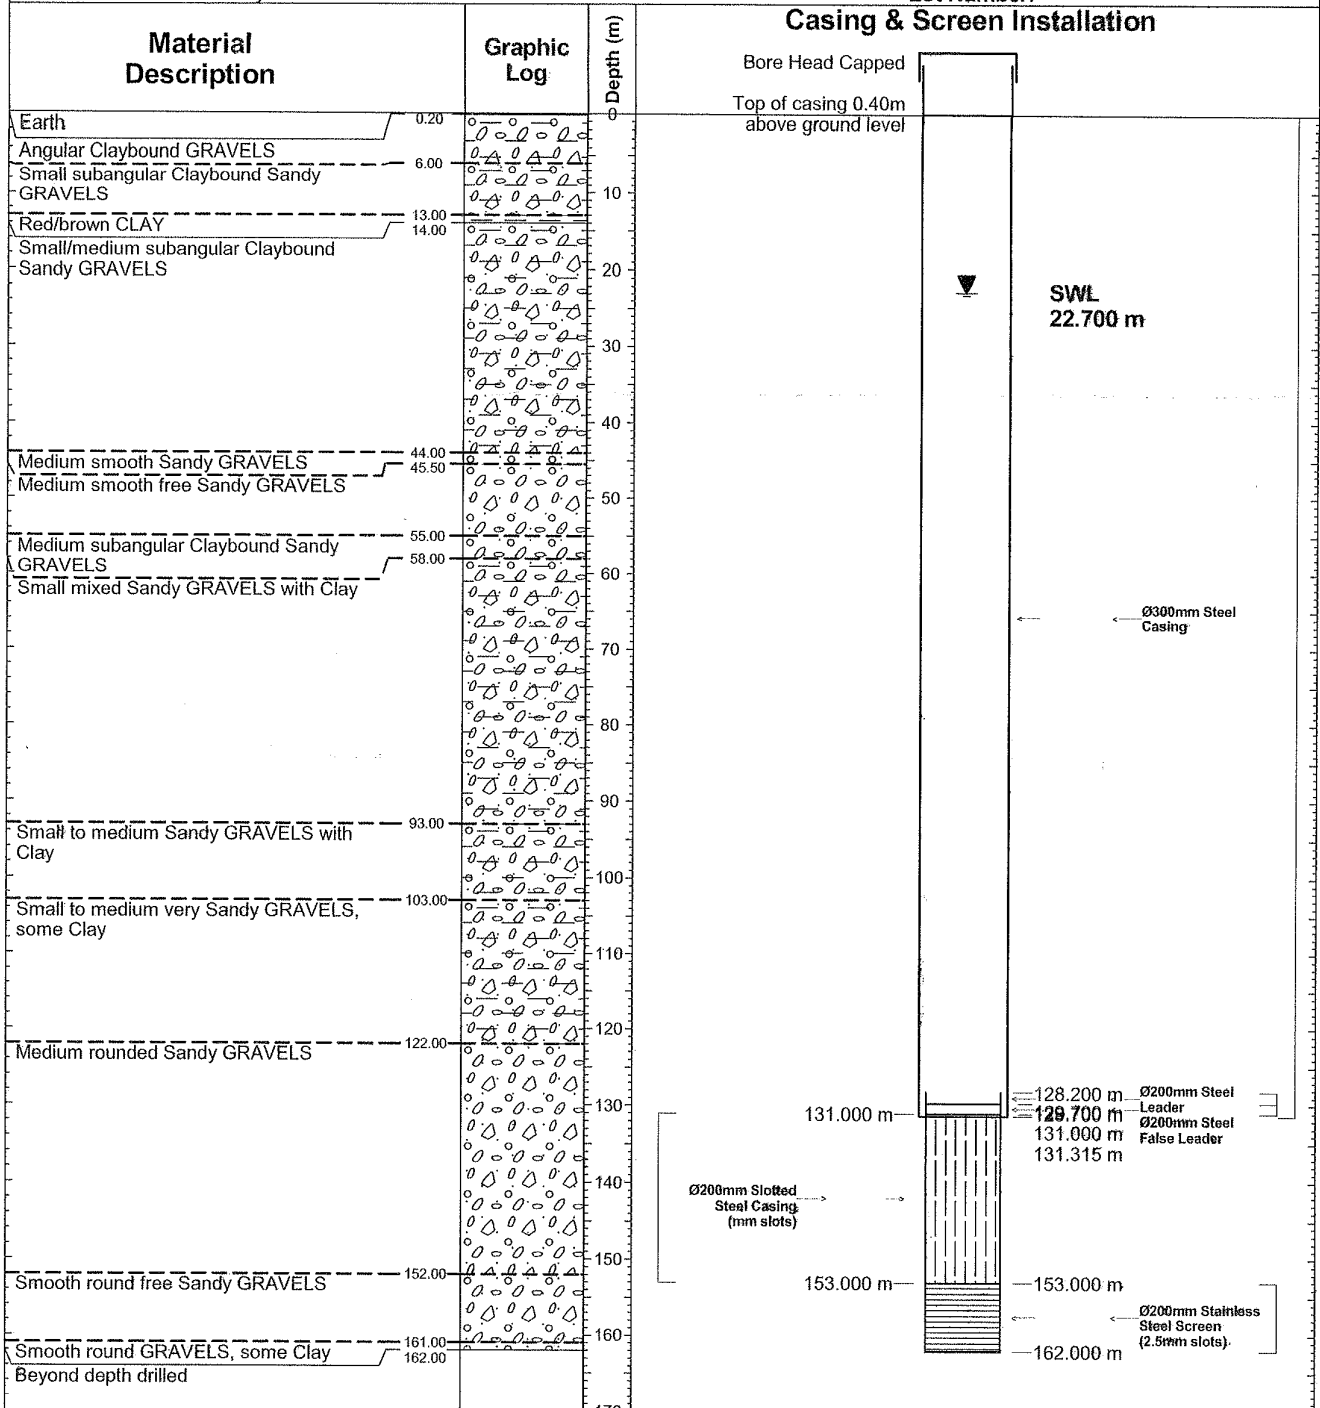 Casing & Screen Installation
Material
Description
Graphic
Log
Depth (m)
Bore Head Capped
Top of casing 0.40m
above ground level
0
Earth
0.20
Angular Claybound GRAVELS
6.00
Small subangular Claybound Sandy
GRAVELS
10
13.00
Red/brown CLAY
14.00
Small/medium subangular Claybound
Sandy GRAVELS
20
SWL
22.700 m
30
40
44.00
Medium smooth Sandy GRAVELS
45.50
Medium smooth free Sandy GRAVELS
50
55.00
Medium subangular Claybound Sandy
GRAVELS
58.00
60
Small mixed Sandy GRAVELS with Clay
Ø300mm Steel
Casing
70
80
90
93.00
Small to medium Sandy GRAVELS with
Clay
100
103.00
Small to medium very Sandy GRAVELS,
some Clay
110
120
122.00
Medium rounded Sandy GRAVELS
128.200 m
Ø200mm Steel
Leader
130
131.000 m
129.700 m
Ø200mm Steel
False Leader
131.000 m
131.315 m
140
Ø200mm Slotted
Steel Casing
(mm slots)
150
152.00
Smooth round free Sandy GRAVELS
153.000 m
153.000 m
Ø200mm Stainless
Steel Screen
(2.5mm slots)
160
161.00
Smooth round GRAVELS, some Clay
162.00
162.000 m
Beyond depth drilled